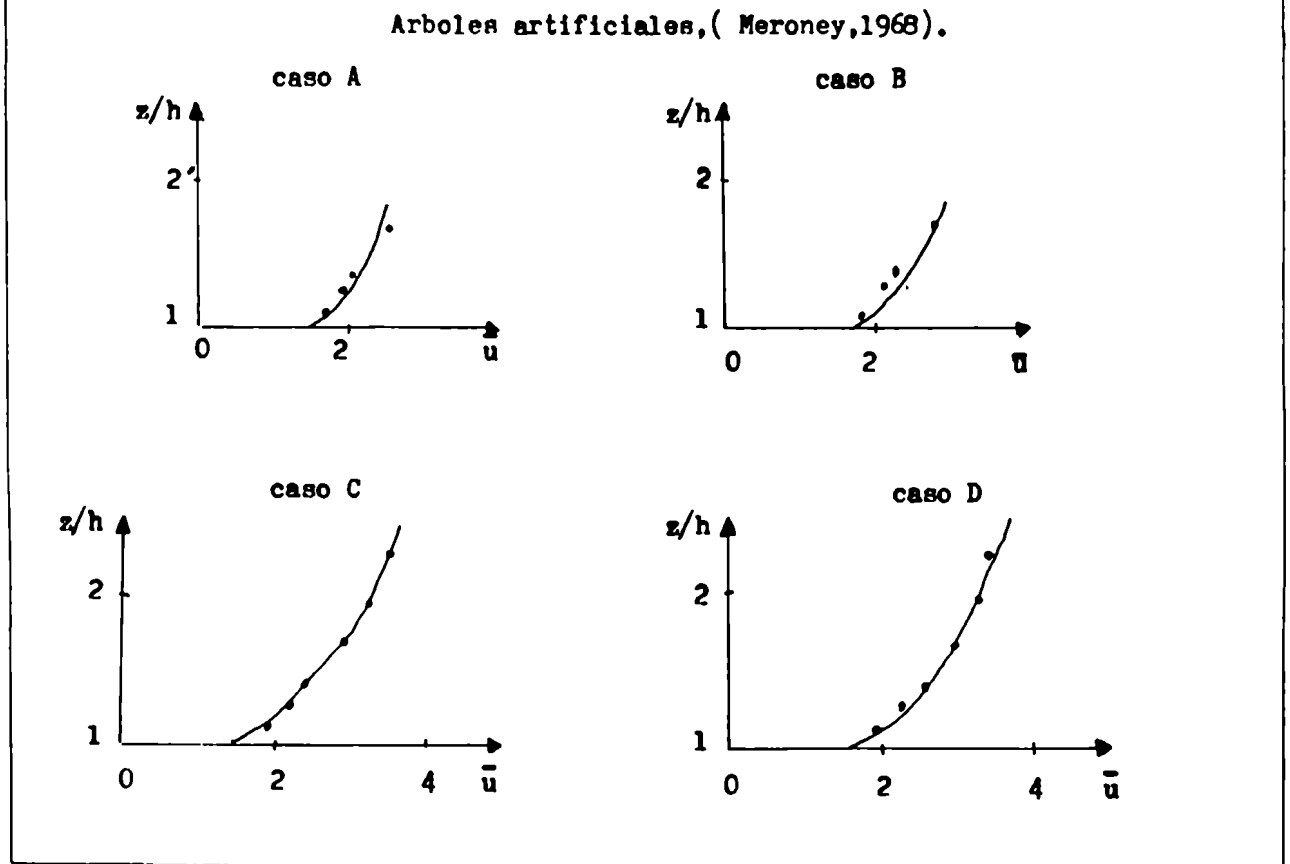 Arboles artificiales,( Meroney,1968).
caso A
z/h
2
1
0
2
u̅
caso B
z/h
2
1
0
2
u̅
caso C
z/h
2
1
0
2
4
u̅
caso D
z/h
2
1
0
2
4
u̅